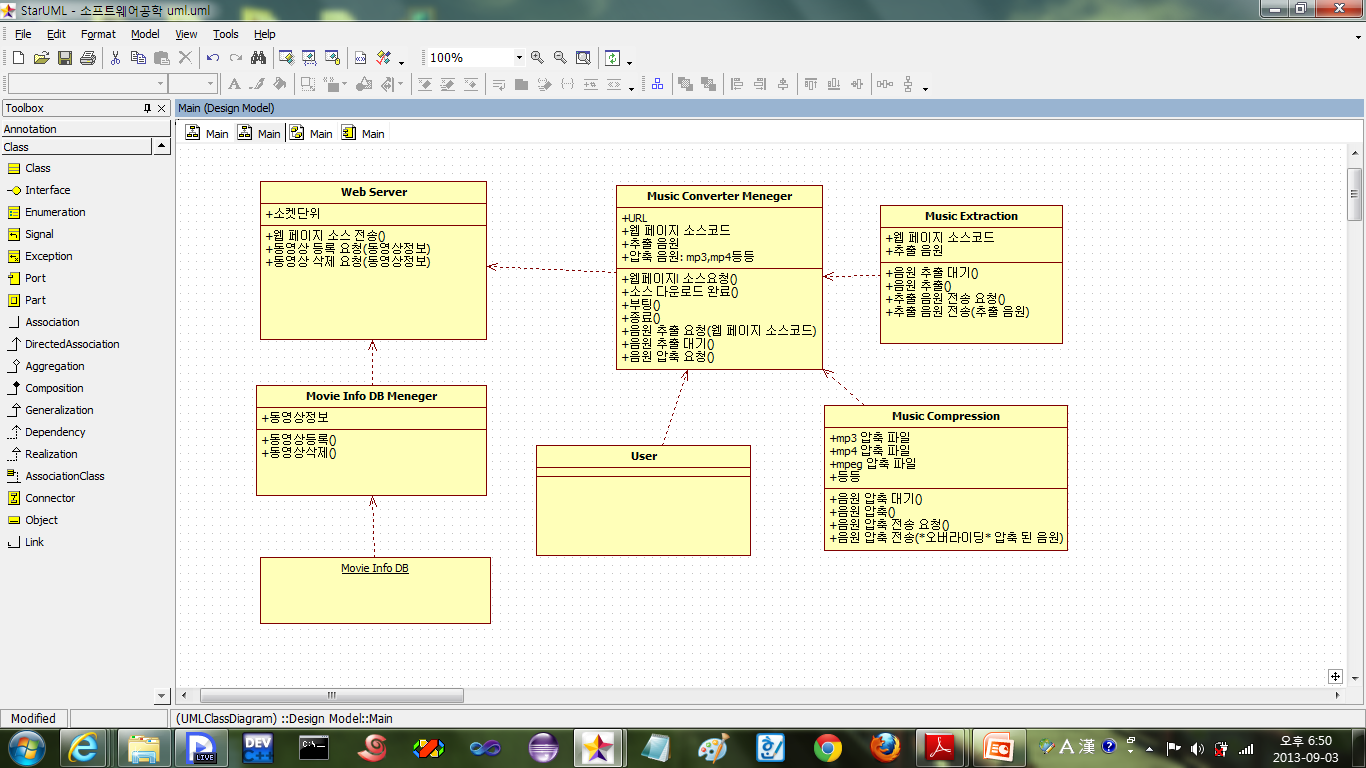 StarUML - 소프트웨어공학 uml.uml
File Edit Format Model View Tools Help
100%
Toolbox
Main (Design Model)
Annotation
Class
Main Main Main Main
Class
Interface
Enumeration
Signal
Exception
Port
Part
Association
DirectedAssociation
Aggregation
Composition
Generalization
Dependency
Realization
AssociationClass
Connector
Object
Link
Web Server
+소켓단위
+웹 페이지 소스 전송()
+동영상 등록 요청(동영상정보)
+동영상 삭제 요청(동영상정보)
Music Converter Meneger
+URL
+웹 페이지 소스코드
+추출 음원
+압축 음원: mp3,mp4등등
+웹페이지 소스요청()
+소스 다운로드 완료()
+부팅()
+종료()
+음원 추출 요청(웹 페이지 소스코드)
+음원 추출 대기()
+음원 압축 요청()
Music Extraction
+웹 페이지 소스코드
+추출 음원
+음원 추출 대기()
+음원 추출()
+추출 음원 전송 요청()
+추출 음원 전송(추출 음원)
Movie Info DB Meneger
+동영상정보
+동영상등록()
+동영상삭제()
User
Music Compression
+mp3 압축 파일
+mp4 압축 파일
+mpeg 압축 파일
+등등
+음원 압축 대기()
+음원 압축()
+음원 압축 전송 요청()
+음원 압축 전송(*오버라이딩* 압축 된 음원)
Movie Info DB
Modified
(UMLClassDiagram) ::Design Model::Main
LIVE
DEV
C++
C:\
A 漢
오후 6:50
2013-09-03